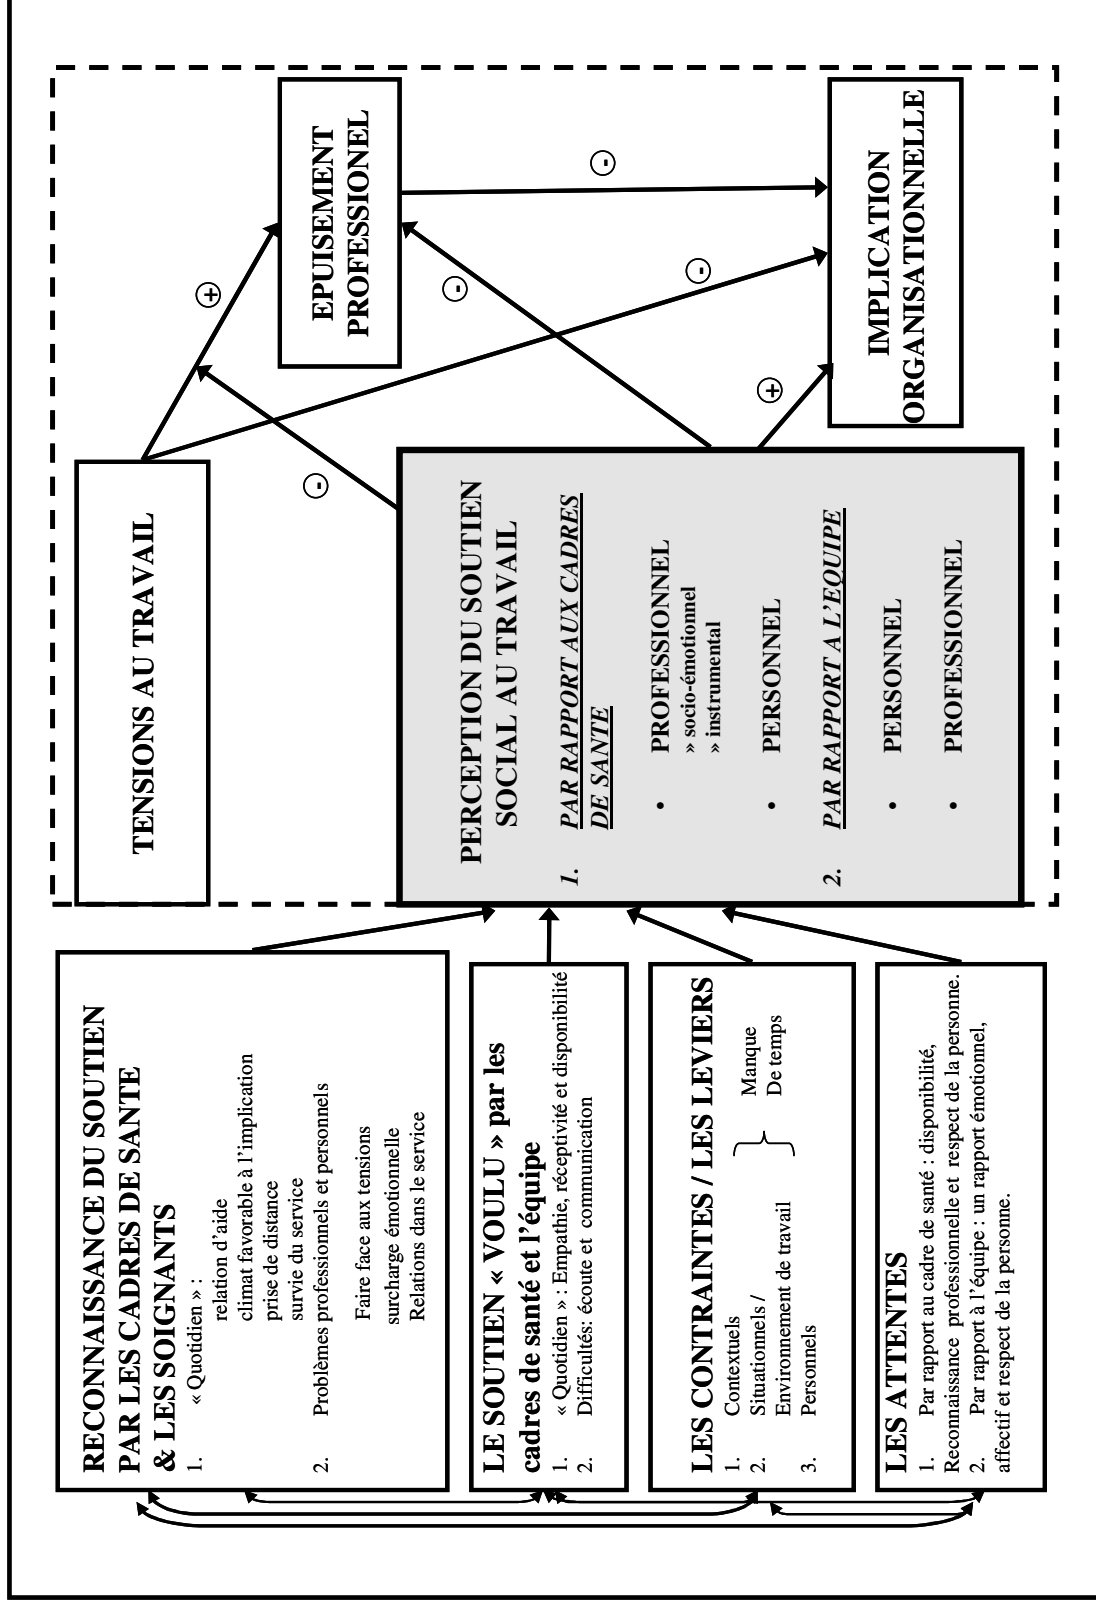 RECONNAISSANCE DU SOUTIEN
PAR LES CADRES DE SANTE
& LES SOIGNANTS
1. « Quotidien » :
relation d'aide
climat favorable à l'implication
prise de distance
survie du service
2. Problèmes professionnels et personnels
Faire face aux tensions
surcharge émotionnelle
Relations dans le service
LE SOUTIEN « VOULU » par les
cadres de santé et l'équipe
1. « Quotidien » : Empathie, réceptivité et disponibilité
2. Difficultés: écoute et communication
LES CONTRAINTES / LES LEVIERS
1. Contextuels
2. Situationnels /
Environnement de travail
3. Personnels
Manque
De temps
LES ATTENTES
1. Par rapport au cadre de santé : disponibilité,
Reconnaissance professionnelle et respect de la personne.
2. Par rapport à l'équipe : un rapport émotionnel,
affectif et respect de la personne.
TENSIONS AU TRAVAIL
PERCEPTION DU SOUTIEN
SOCIAL AU TRAVAIL
1. PAR RAPPORT AUX CADRES
DE SANTE
• PROFESSIONNEL
» socio-émotionnel
» instrumental
• PERSONNEL
2. PAR RAPPORT A L'EQUIPE
• PERSONNEL
• PROFESSIONNEL
-
+
-
-
+
-
EPUISEMENT
PROFESSIONEL
IMPLICATION
ORGANISATIONNELLE